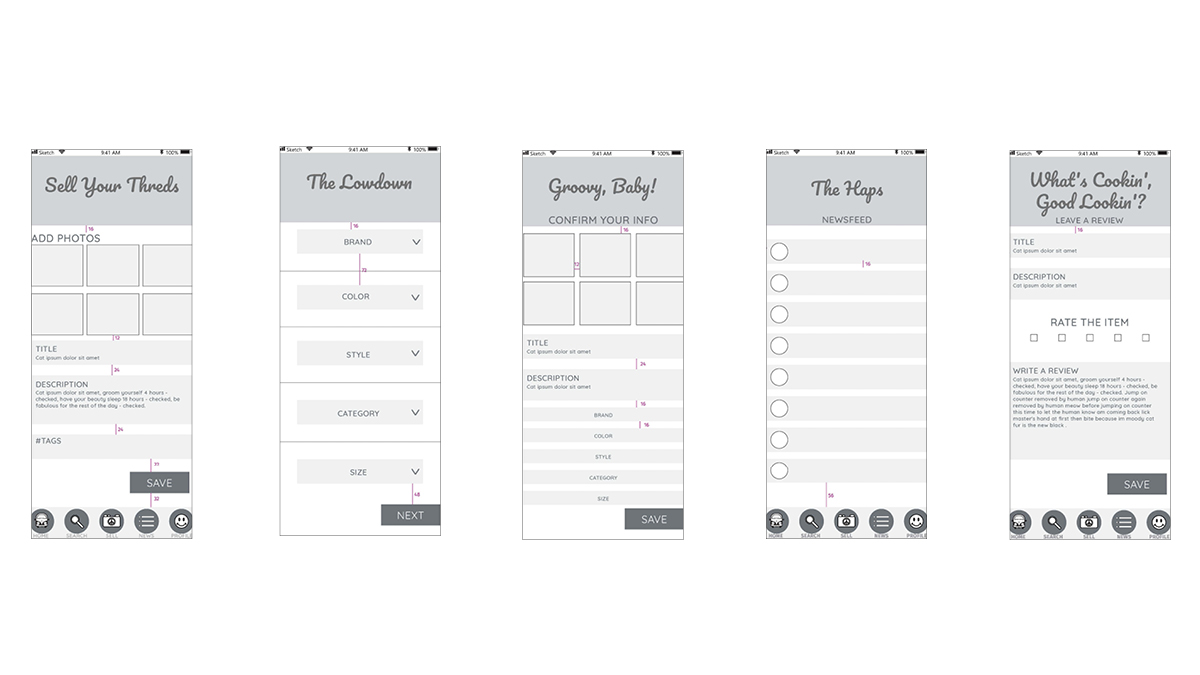 Sketch 9:41 AM 100%
Sell Your Threds
16
ADD PHOTOS
12
TITLE
Cat ipsum dolor sit amet
24
DESCRIPTION
Cat ipsum dolor sit amet, groom yourself 4 hours -
checked, have your beauty sleep 18 hours - checked, be
fabulous for the rest of the day - checked.
24
#TAGS
SAVE
32
HOME SEARCH SELL NEWS PROFILE
Sketch 9:41 AM 100%
The Lowdown
16
BRAND
72
COLOR
STYLE
CATEGORY
SIZE
48
NEXT
Sketch 9:41 AM 100%
Groovy, Baby!
CONFIRM YOUR INFO
16
12
TITLE
Cat ipsum dolor sit amet
24
DESCRIPTION
Cat ipsum dolor sit amet
16
BRAND
16
COLOR
STYLE
CATEGORY
SIZE
SAVE
Sketch 9:41 AM 100%
The Haps
NEWSFEED
16
56
HOME SEARCH SELL NEWS PROFILE
Sketch 9:41 AM 100%
What's Cookin',
Good Lookin'?
LEAVE A REVIEW
16
TITLE
Cat ipsum dolor sit amet
DESCRIPTION
Cat ipsum dolor sit amet
RATE THE ITEM
WRITE A REVIEW
Cat ipsum dolor sit amet, groom yourself 4 hours -
checked, have your beauty sleep 18 hours - checked, be
fabulous for the rest of the day - checked. Jump on
counter removed by human jump on counter again
removed by human meow before jumping on counter
this time to let the human know am coming back lick
master's hand at first then bite because im moody cat
fur is the new black .
SAVE
HOME SEARCH SELL NEWS PROFILE